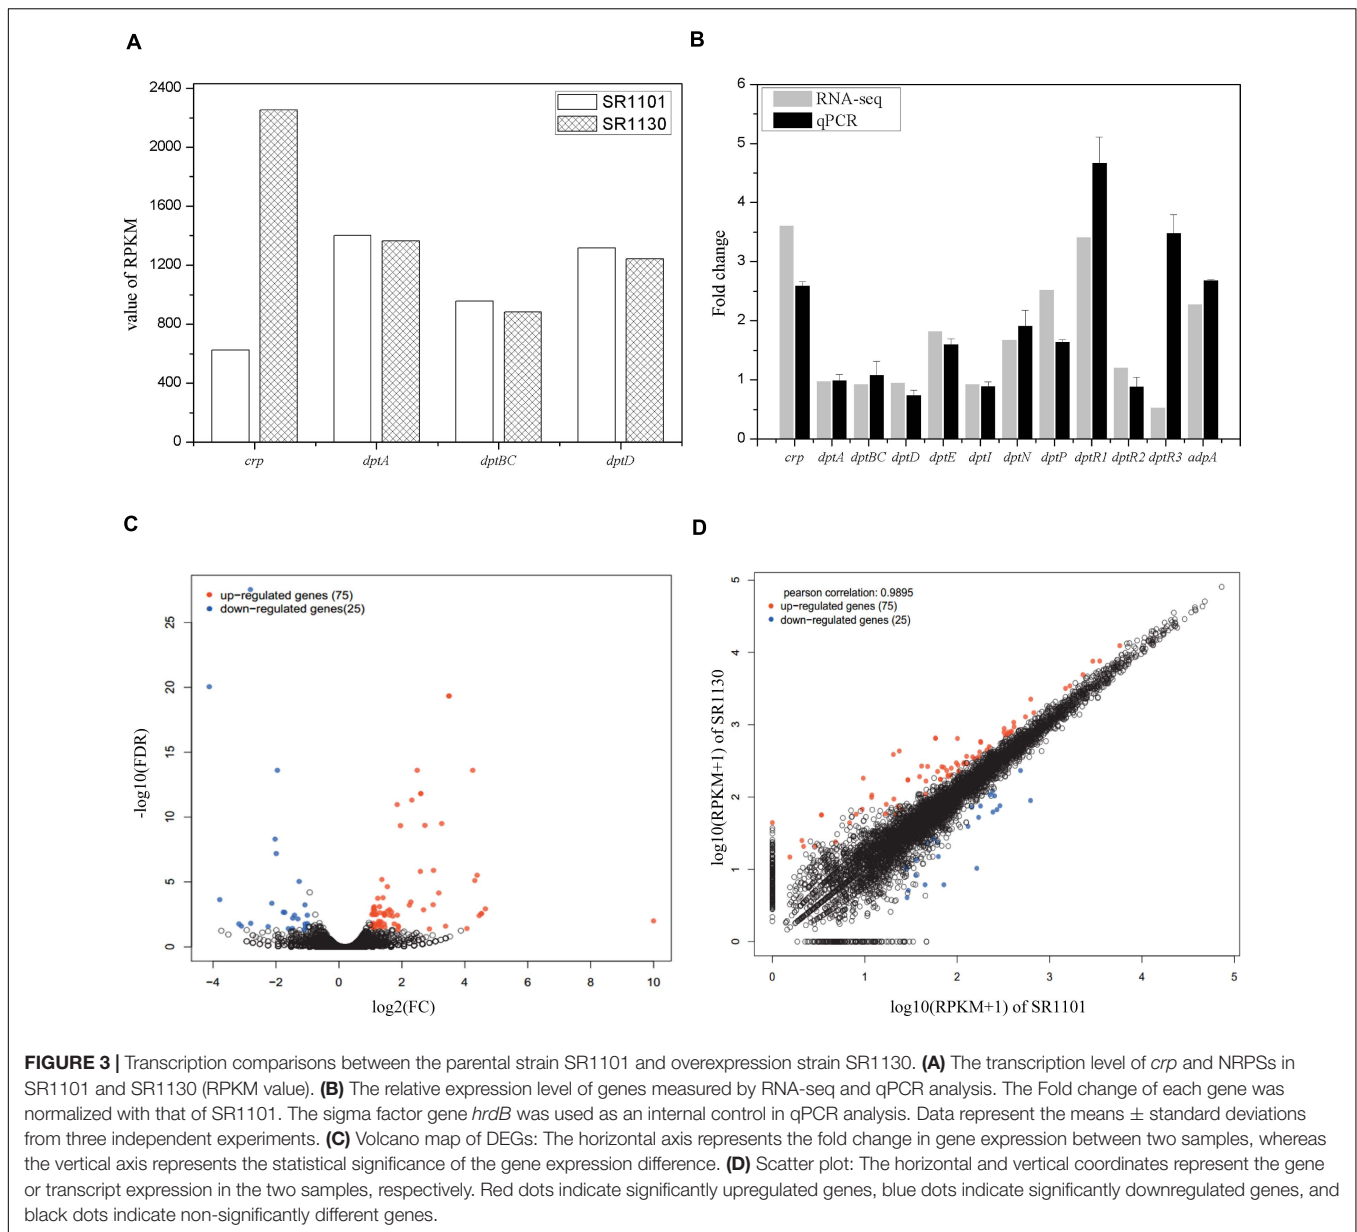 A
2400
2000
1600
1200
800
400
0
value of RPKM
SR1101
SR1130
crp
dptA
dptBC
dptD
B
6
5
4
3
2
1
0
Fold change
RNA-seq
qPCR
crp
dptA
dptBC
dptD
dptE
dptI
dptN
dptP
dptR1
dptR2
dptR3
adpA
C
up−regulated genes (75)
down−regulated genes(25)
25
20
15
10
5
0
-log10(FDR)
−4
−2
0
2
4
6
8
10
log2(FC)
D
pearson correlation: 0.9895
up−regulated genes (75)
down−regulated genes (25)
5
4
3
2
1
0
log10(RPKM+1) of SR1130
0
1
2
3
4
5
log10(RPKM+1) of SR1101
FIGURE 3 | Transcription comparisons between the parental strain SR1101 and overexpression strain SR1130. (A) The transcription level of crp and NRPSs in
SR1101 and SR1130 (RPKM value). (B) The relative expression level of genes measured by RNA-seq and qPCR analysis. The Fold change of each gene was
normalized with that of SR1101. The sigma factor gene hrdB was used as an internal control in qPCR analysis. Data represent the means ± standard deviations
from three independent experiments. (C) Volcano map of DEGs: The horizontal axis represents the fold change in gene expression between two samples, whereas
the vertical axis represents the statistical significance of the gene expression difference. (D) Scatter plot: The horizontal and vertical coordinates represent the gene
or transcript expression in the two samples, respectively. Red dots indicate significantly upregulated genes, blue dots indicate significantly downregulated genes, and
black dots indicate non-significantly different genes.